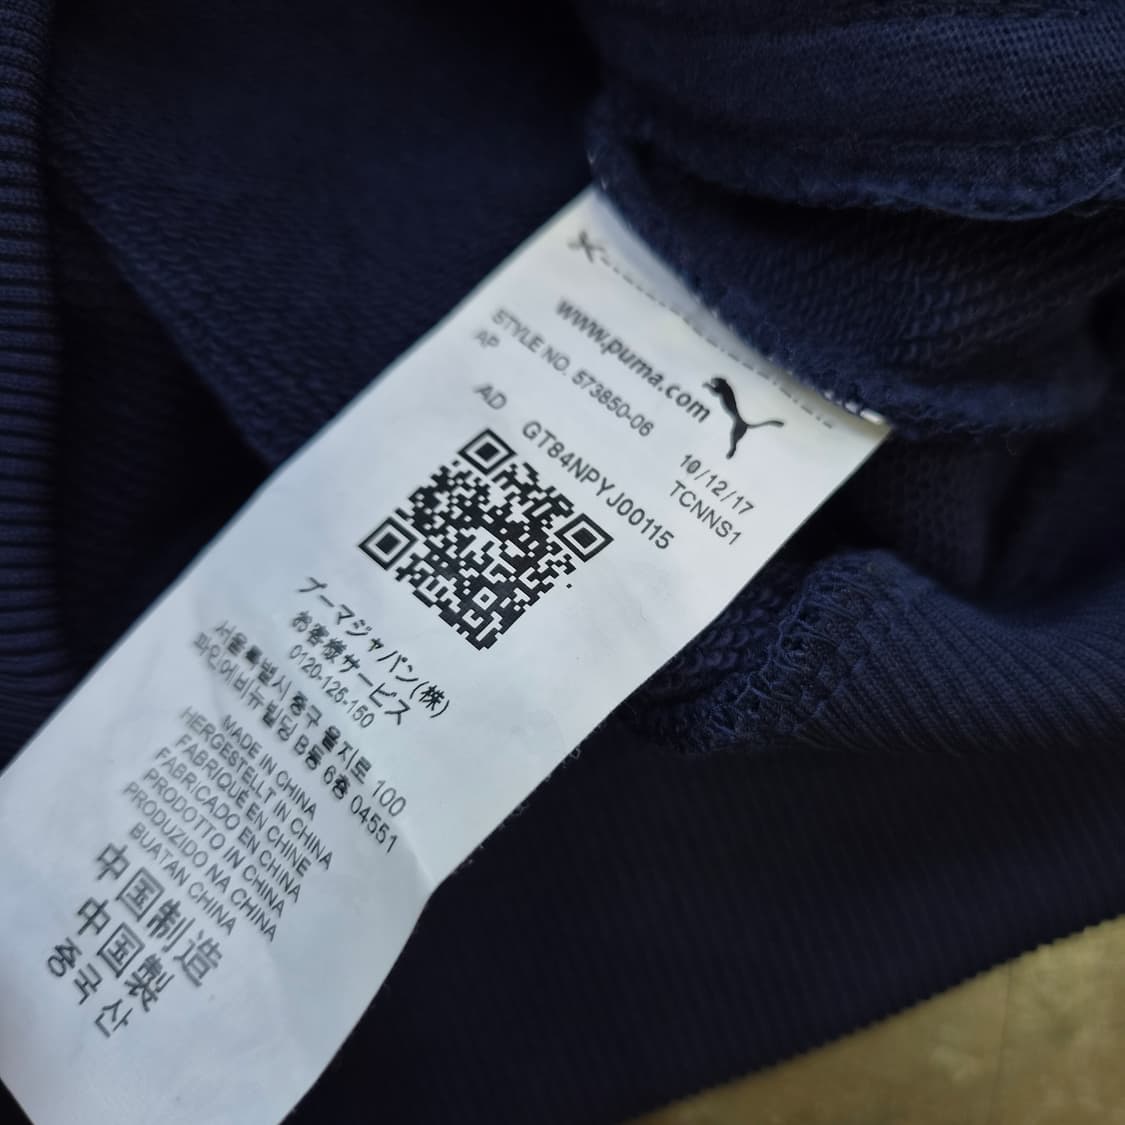 www.puma.com
STYLE NO. 573850-06
AP
10/12/17
TCNNS1
AD
GT84NPYJ00115
プーマジャパン(株)
お客様サービス
0120-125-150
서울특별시 중구 을지로 100
파인에비뉴빌딩 B동 6층 04551
MADE IN CHINA
HERGESTELLT IN CHINA
FABRIQUÉ EN CHINE
FABRICADO EN CHINA
PRODOTTO IN CHINA
PRODUZIDO NA CHINA
BUATAN CHINA
中国制造
中国製
중국산